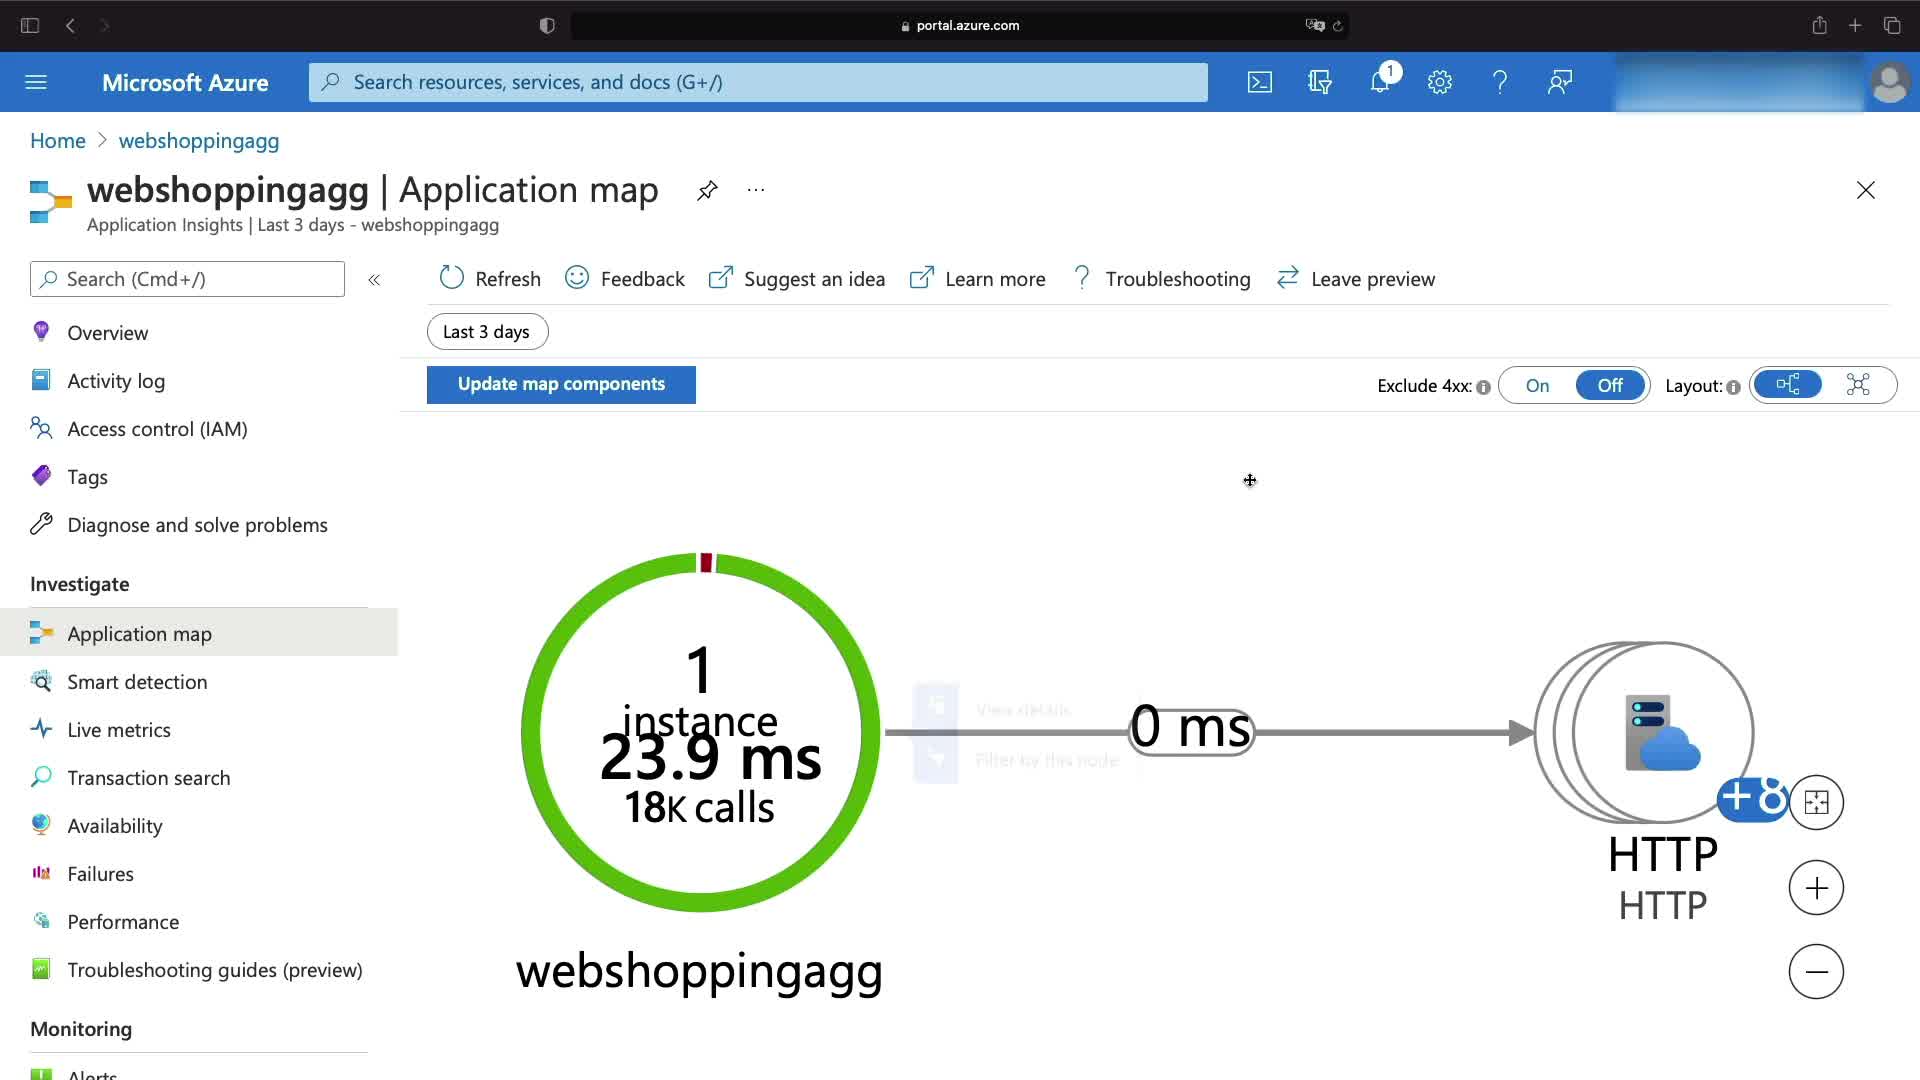 portal.azure.com
Microsoft Azure
Search resources, services, and docs (G+/)
1
Home > webshoppingagg
webshoppingagg | Application map
...
Application Insights | Last 3 days - webshoppingagg
Search (Cmd+/)
«
Refresh
Feedback
Suggest an idea
Learn more
Troubleshooting
Leave preview
Last 3 days
Update map components
Exclude 4xx:
On
Off
Layout:
Overview
Activity log
Access control (IAM)
Tags
Diagnose and solve problems
Investigate
Application map
Smart detection
Live metrics
Transaction search
Availability
Failures
Performance
Troubleshooting guides (preview)
Monitoring
Alerts
1
instance
23.9 ms
18K calls
webshoppingagg
View details
Filter by this node
0 ms
+8
HTTP
HTTP